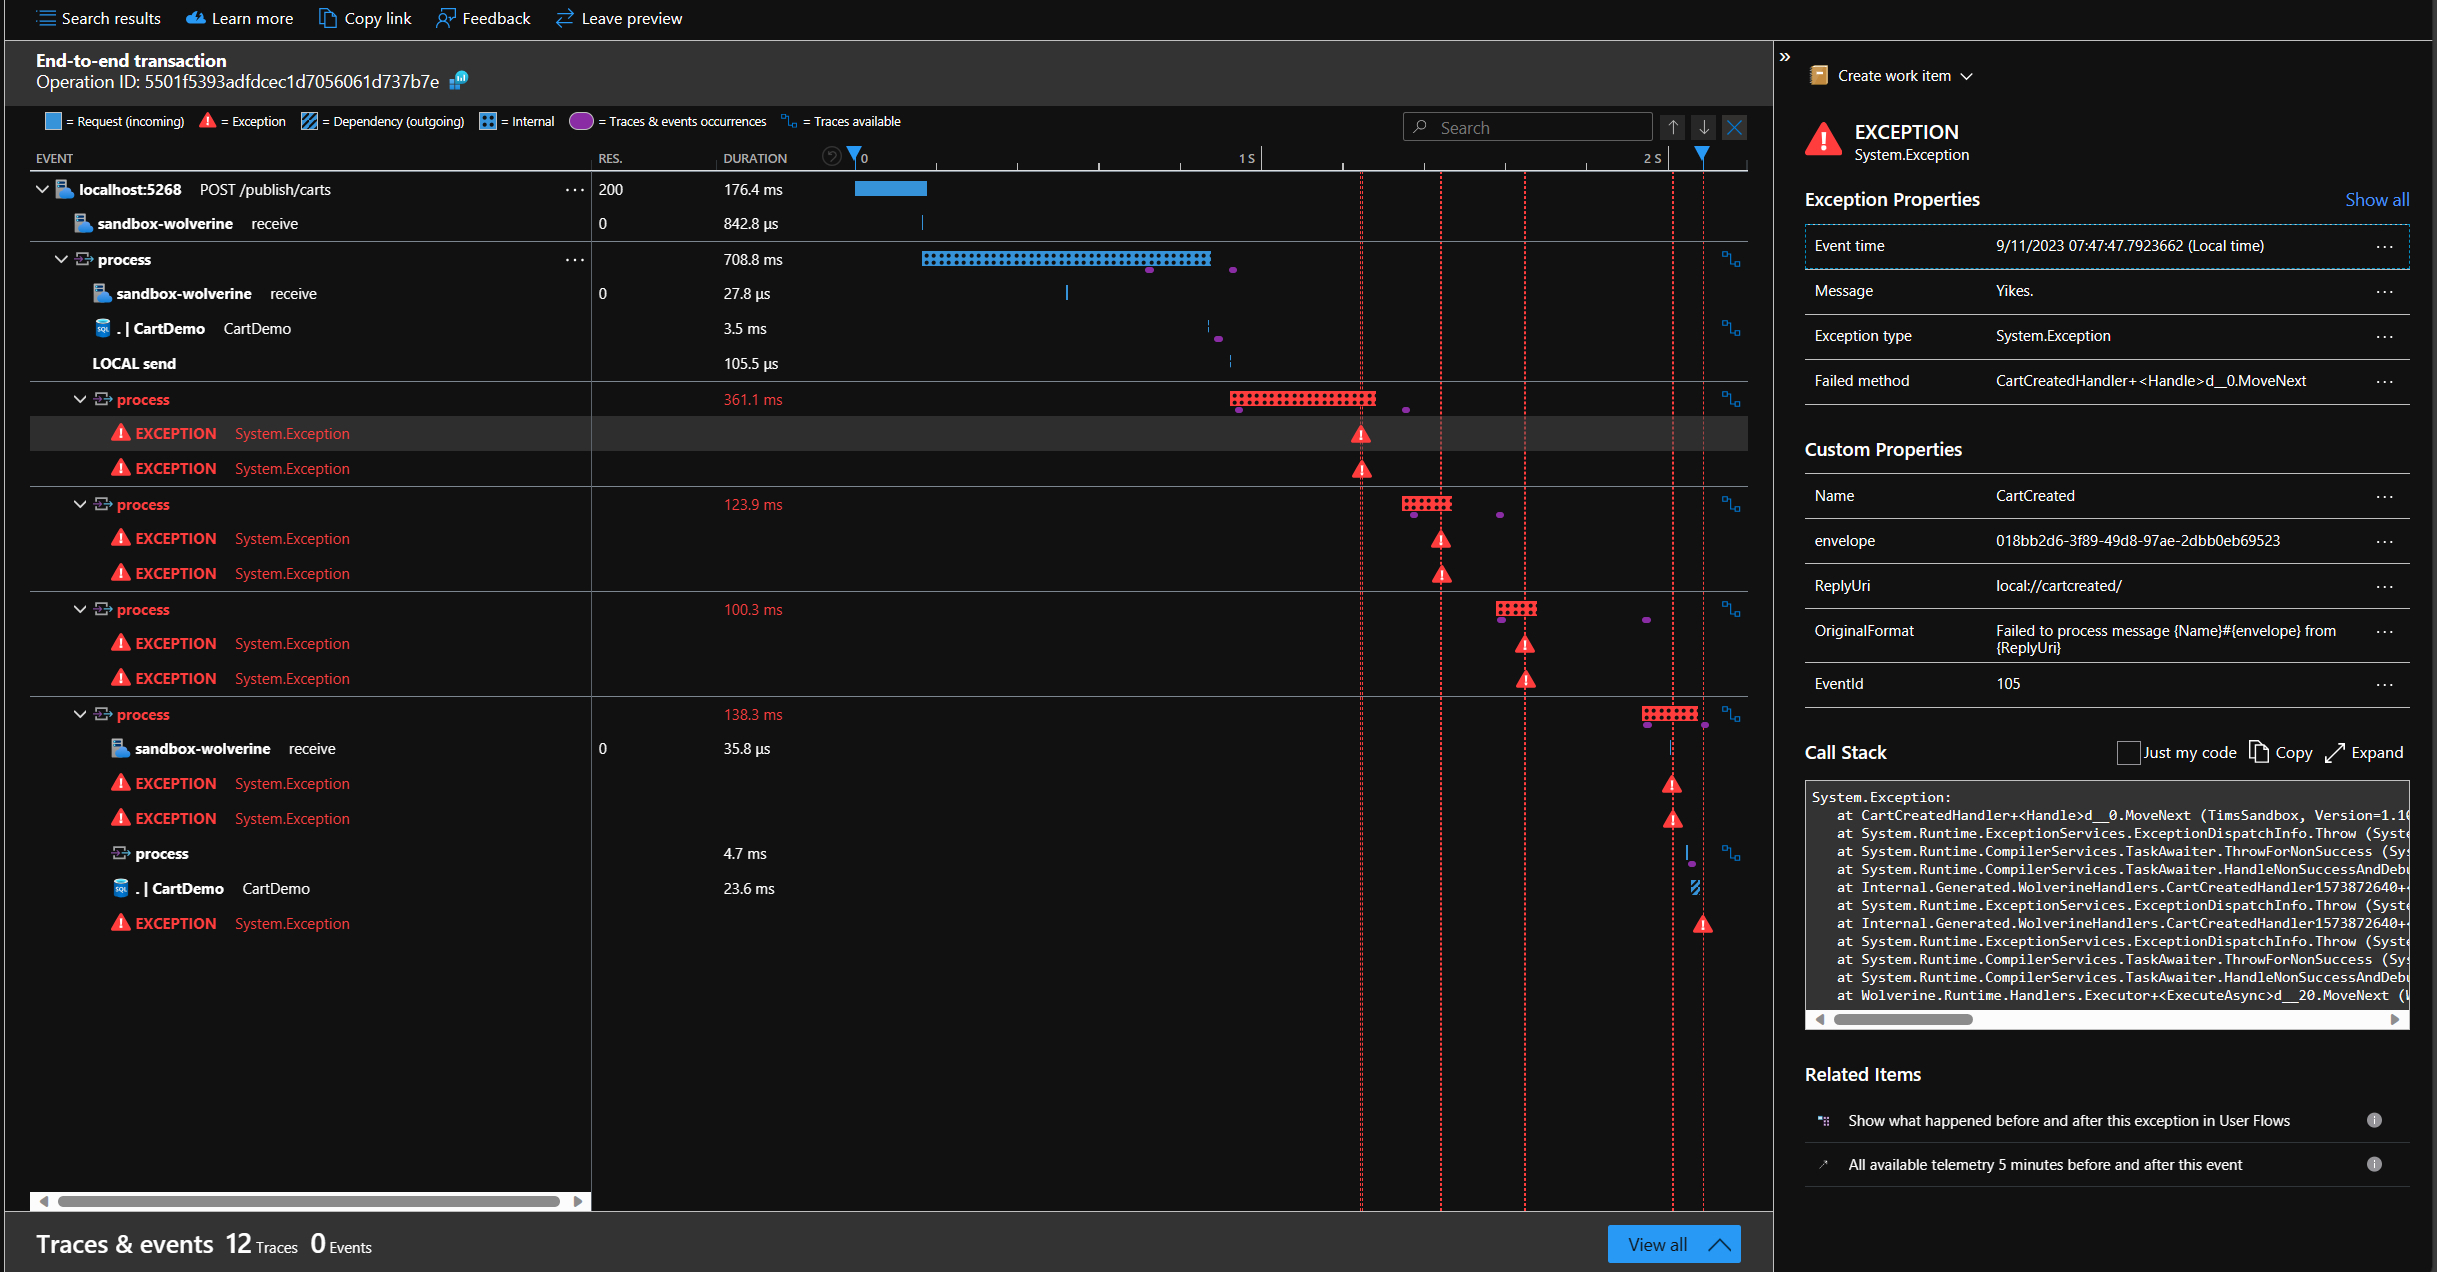 Search results Learn more Copy link Feedback Leave preview
End-to-end transaction
Operation ID: 5501f5393adfdcec1d7056061d737b7e
= Request (incoming) = Exception = Dependency (outgoing) = Internal = Traces & events occurrences = Traces available
Search
EVENT RES. DURATION 0 1 S 2 S
localhost:5268 POST /publish/carts ... 200 176.4 ms
sandbox-wolverine receive 0 842.8 µs
process ... 708.8 ms
sandbox-wolverine receive 0 27.8 µs
. | CartDemo CartDemo 3.5 ms
LOCAL send 105.5 µs
process 361.1 ms
EXCEPTION System.Exception
EXCEPTION System.Exception
process 123.9 ms
EXCEPTION System.Exception
EXCEPTION System.Exception
process 100.3 ms
EXCEPTION System.Exception
EXCEPTION System.Exception
process 138.3 ms
sandbox-wolverine receive 0 35.8 µs
EXCEPTION System.Exception
EXCEPTION System.Exception
process 4.7 ms
. | CartDemo CartDemo 23.6 ms
EXCEPTION System.Exception
Traces & events 12 Traces 0 Events
View all
Create work item
EXCEPTION
System.Exception
Exception Properties Show all
Event time 9/11/2023 07:47:47.7923662 (Local time) ...
Message Yikes. ...
Exception type System.Exception ...
Failed method CartCreatedHandler+<Handle>d__0.MoveNext ...
Custom Properties
Name CartCreated ...
envelope 018bb2d6-3f89-49d8-97ae-2dbb0eb69523 ...
ReplyUri local://cartcreated/ ...
OriginalFormat Failed to process message {Name}#{envelope} from ...
{ReplyUri}
EventId 105 ...
Call Stack Just my code Copy Expand
System.Exception:
at CartCreatedHandler+<Handle>d__0.MoveNext (TimsSandbox, Version=1.10
at System.Runtime.ExceptionServices.ExceptionDispatchInfo.Throw (Syste
at System.Runtime.CompilerServices.TaskAwaiter.ThrowForNonSuccess (Sys
at System.Runtime.CompilerServices.TaskAwaiter.HandleNonSuccessAndDebu
at Internal.Generated.WolverineHandlers.CartCreatedHandler1573872640+<
at System.Runtime.ExceptionServices.ExceptionDispatchInfo.Throw (Syste
at Internal.Generated.WolverineHandlers.CartCreatedHandler1573872640+<
at System.Runtime.ExceptionServices.ExceptionDispatchInfo.Throw (Syste
at System.Runtime.CompilerServices.TaskAwaiter.ThrowForNonSuccess (Sys
at System.Runtime.CompilerServices.TaskAwaiter.HandleNonSuccessAndDebu
at Wolverine.Runtime.Handlers.Executor+<ExecuteAsync>d__20.MoveNext (W
Related Items
Show what happened before and after this exception in User Flows
All available telemetry 5 minutes before and after this event